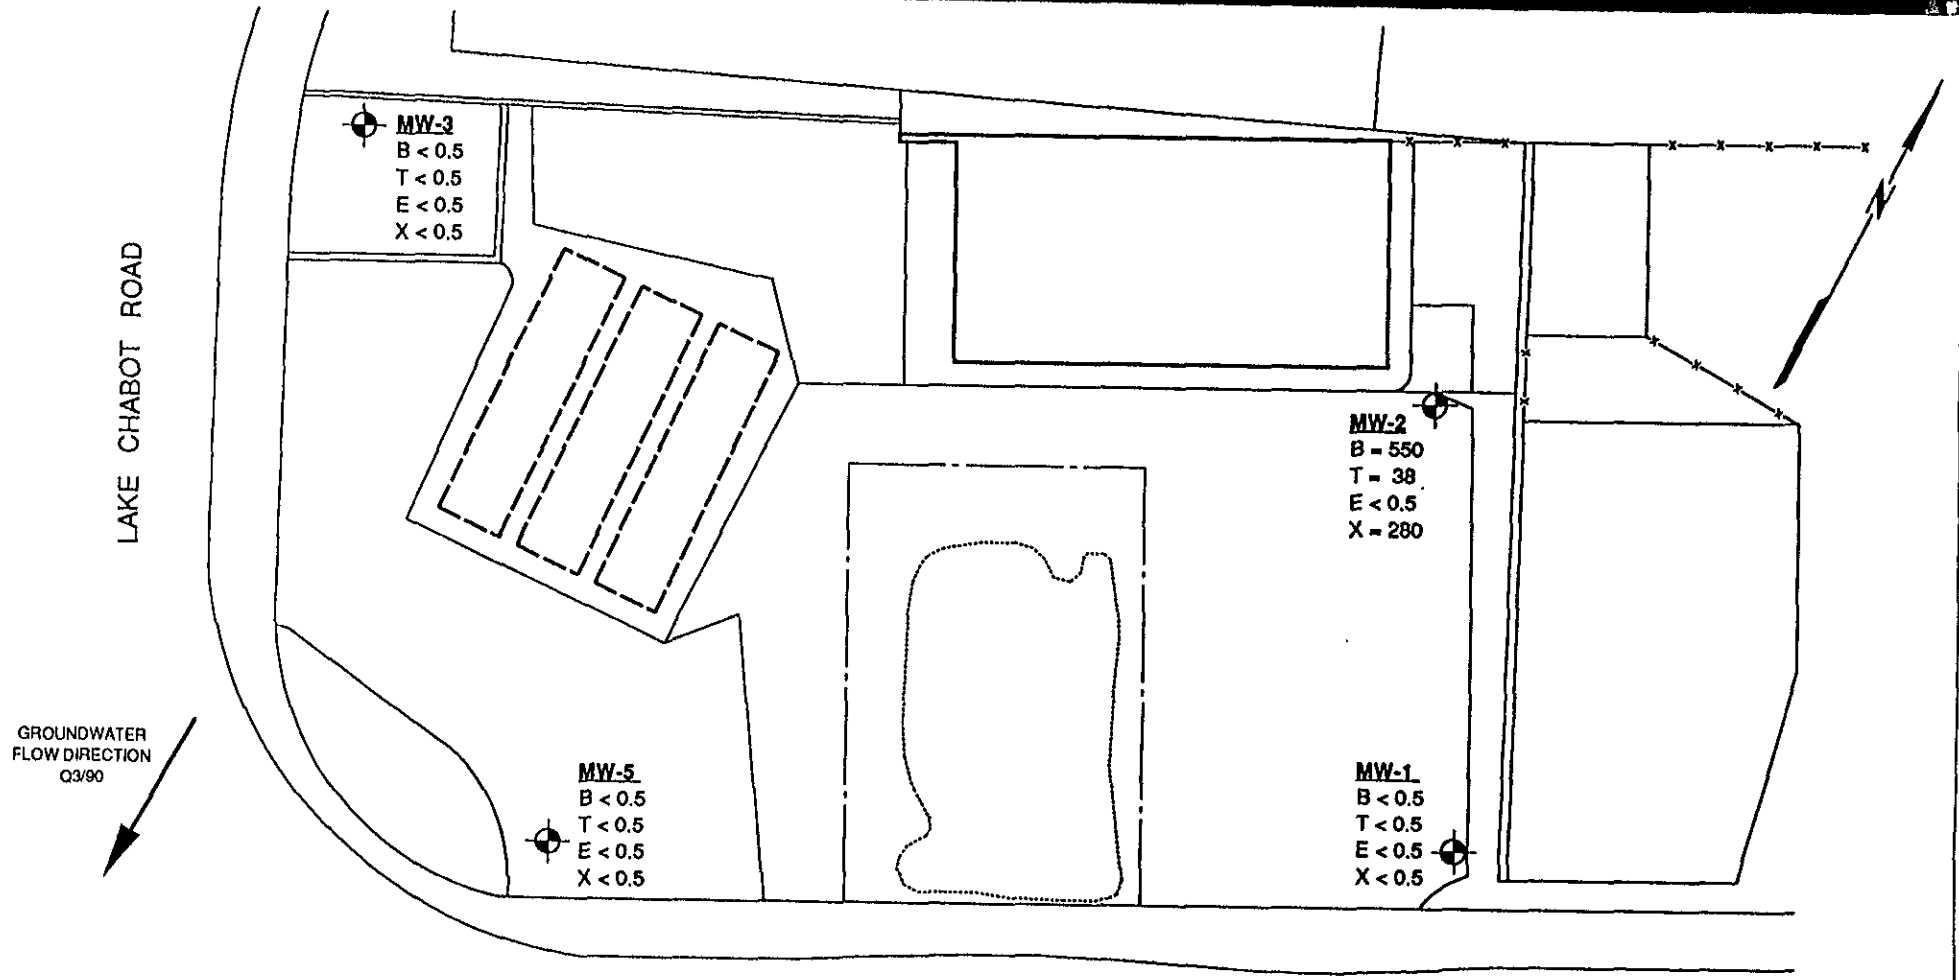 MW-3
B < 0.5
T < 0.5
E < 0.5
X < 0.5
LAKE CHABOT ROAD
N
MW-2
B = 550
T = 38
E < 0.5
X = 280
GROUNDWATER
FLOW DIRECTION
Q3/90
MW-5
B < 0.5
T < 0.5
E < 0.5
X < 0.5
MW-1
B < 0.5
T < 0.5
E < 0.5
X < 0.5